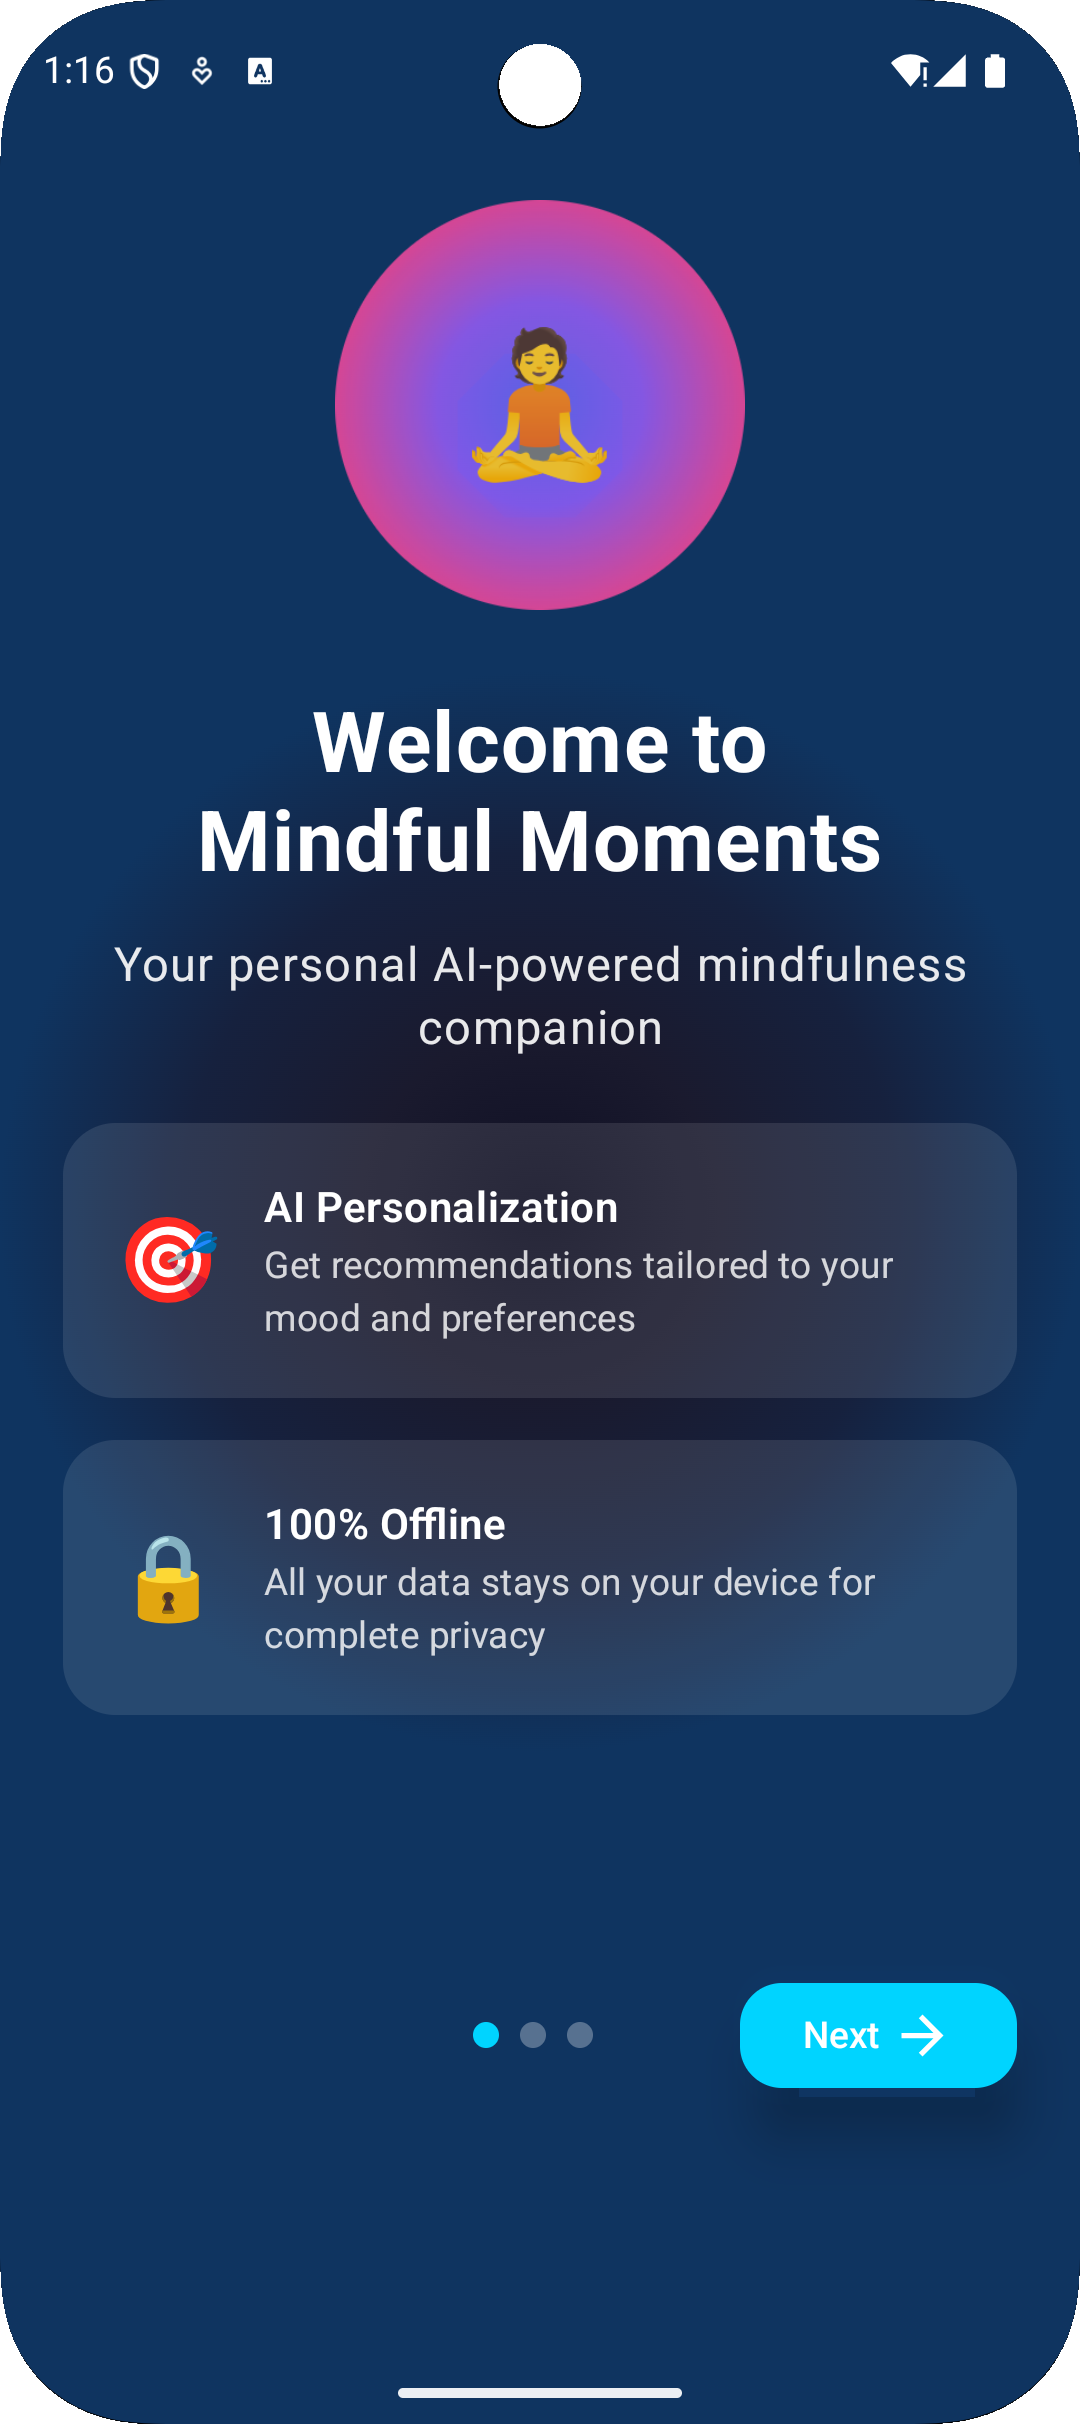 1:16
Welcome to
Mindful Moments
Your personal AI-powered mindfulness
companion
AI Personalization
Get recommendations tailored to your
mood and preferences
100% Offline
All your data stays on your device for
complete privacy
Next